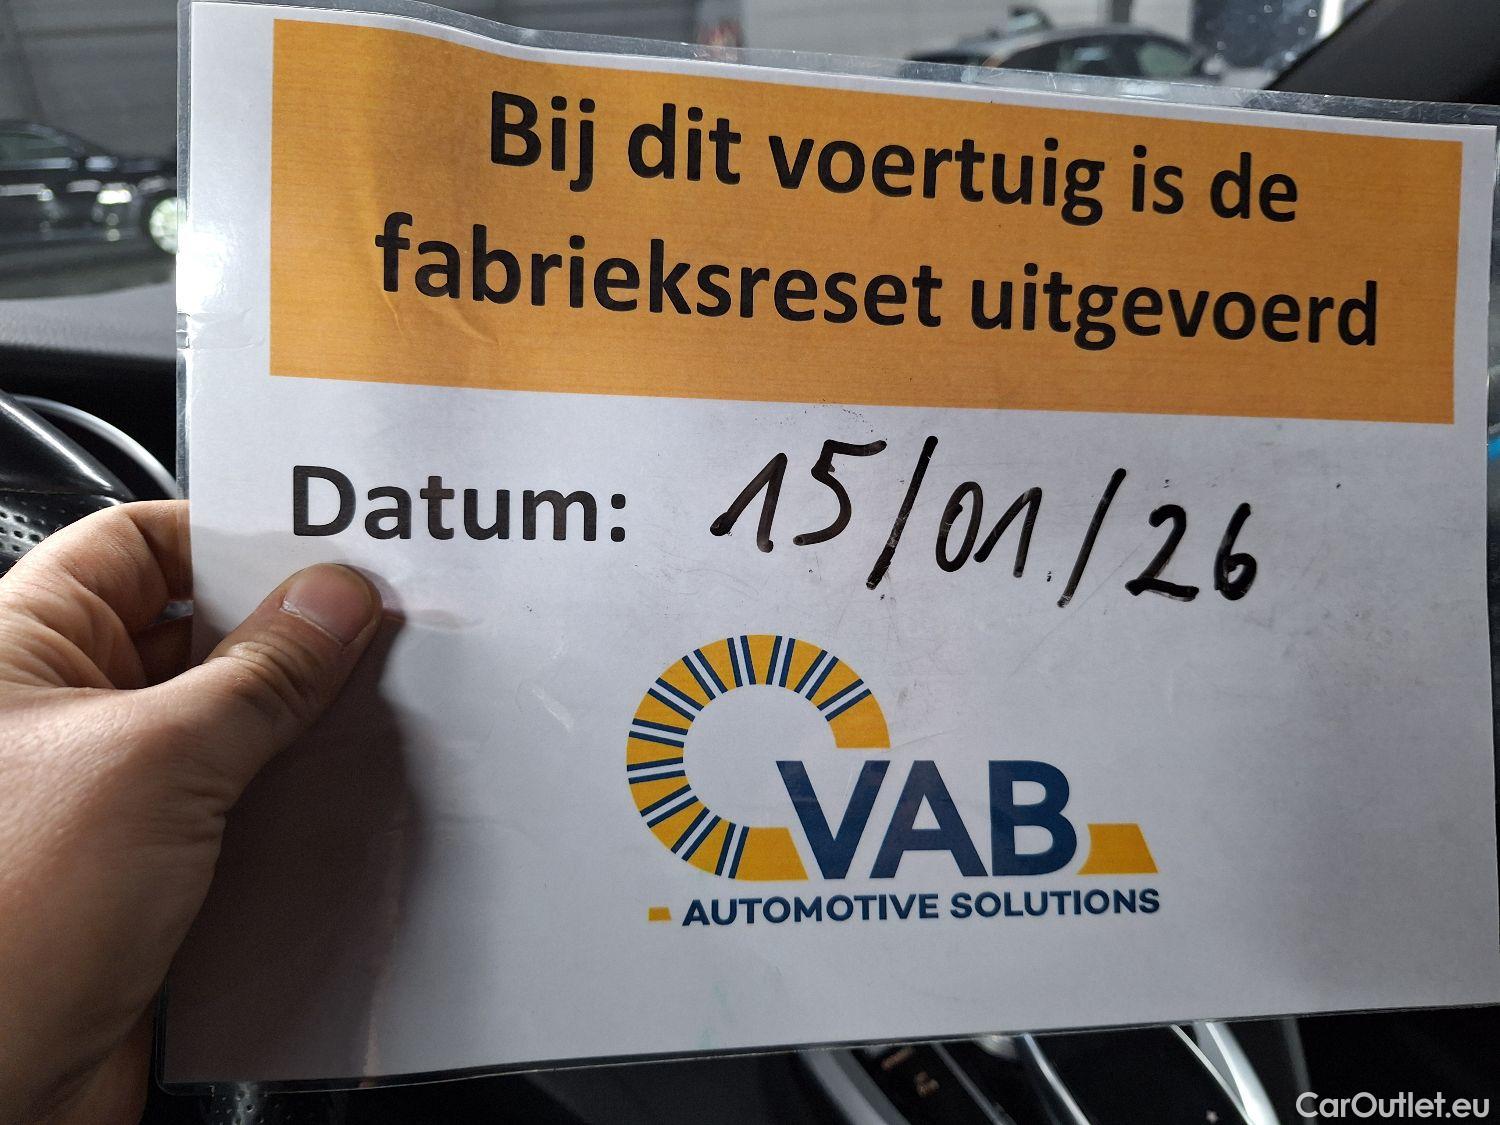 Bij dit voertuig is de
fabrieksreset uitgevoerd
Datum: 15/01/26
VAB
AUTOMOTIVE SOLUTIONS
CarOutlet.eu